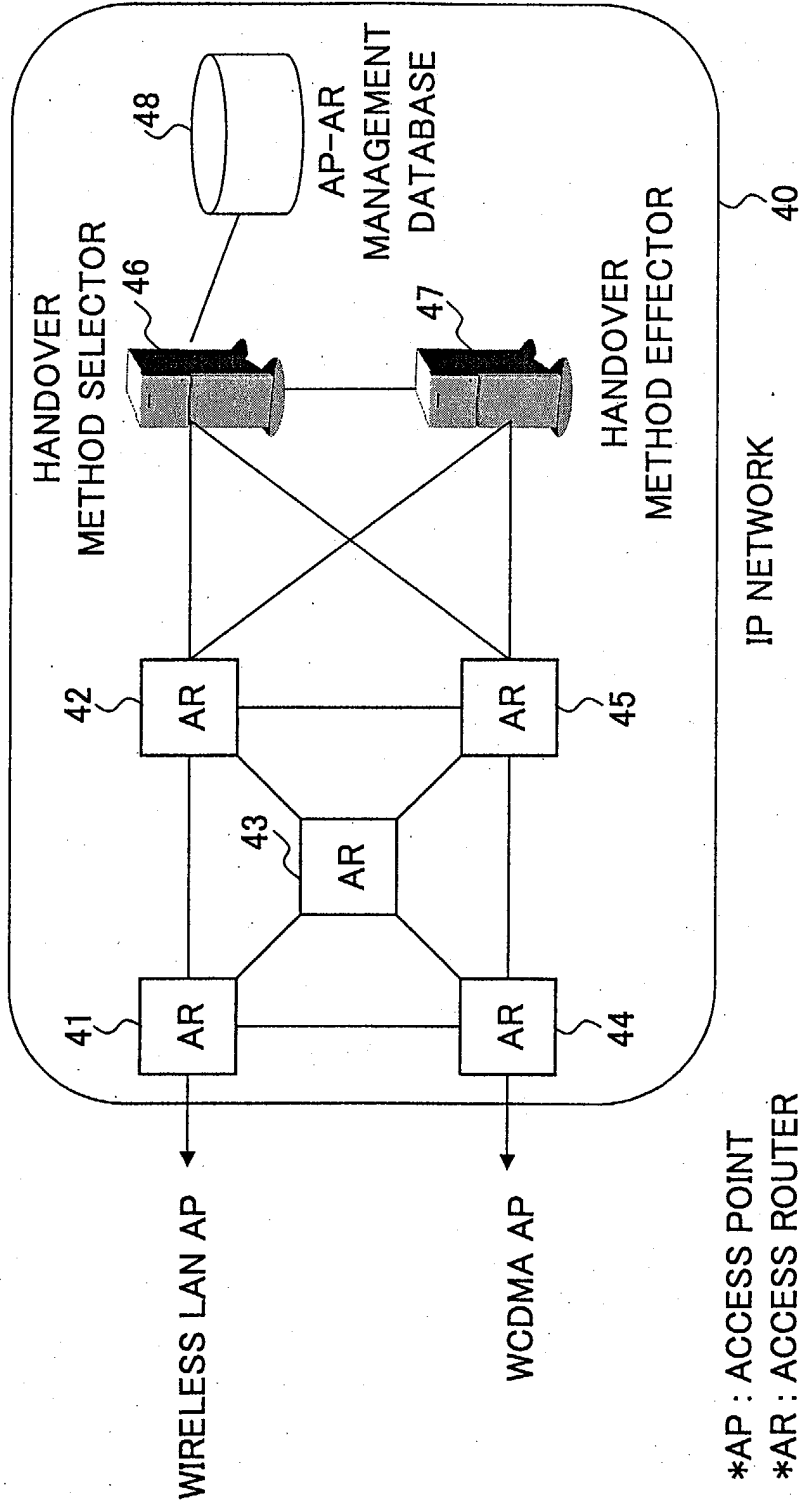 48
AP-AR
MANAGEMENT
DATABASE
HANDOVER
METHOD SELECTOR
46
47
HANDOVER
METHOD EFFECTOR
40
IP NETWORK
42
AR
AR
45
43
AR
41
AR
AR
44
WIRELESS LAN AP
WCDMA AP
*AP : ACCESS POINT
*AR : ACCESS ROUTER